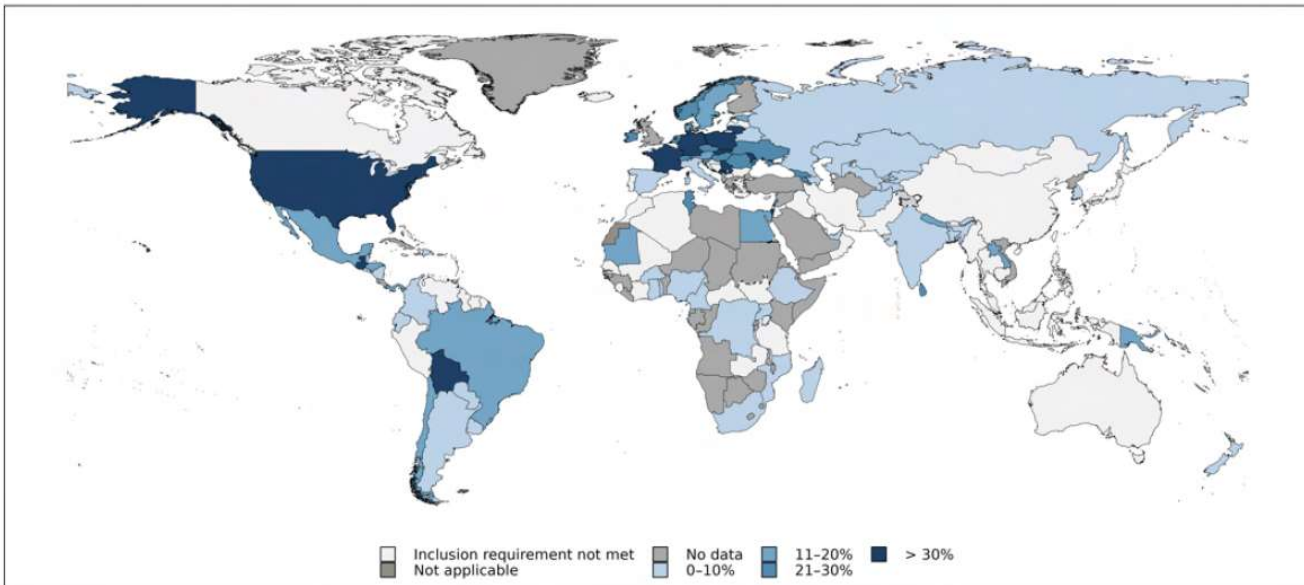 Inclusion requirement not met No data 11–20% > 30%
Not applicable 0–10% 21–30%